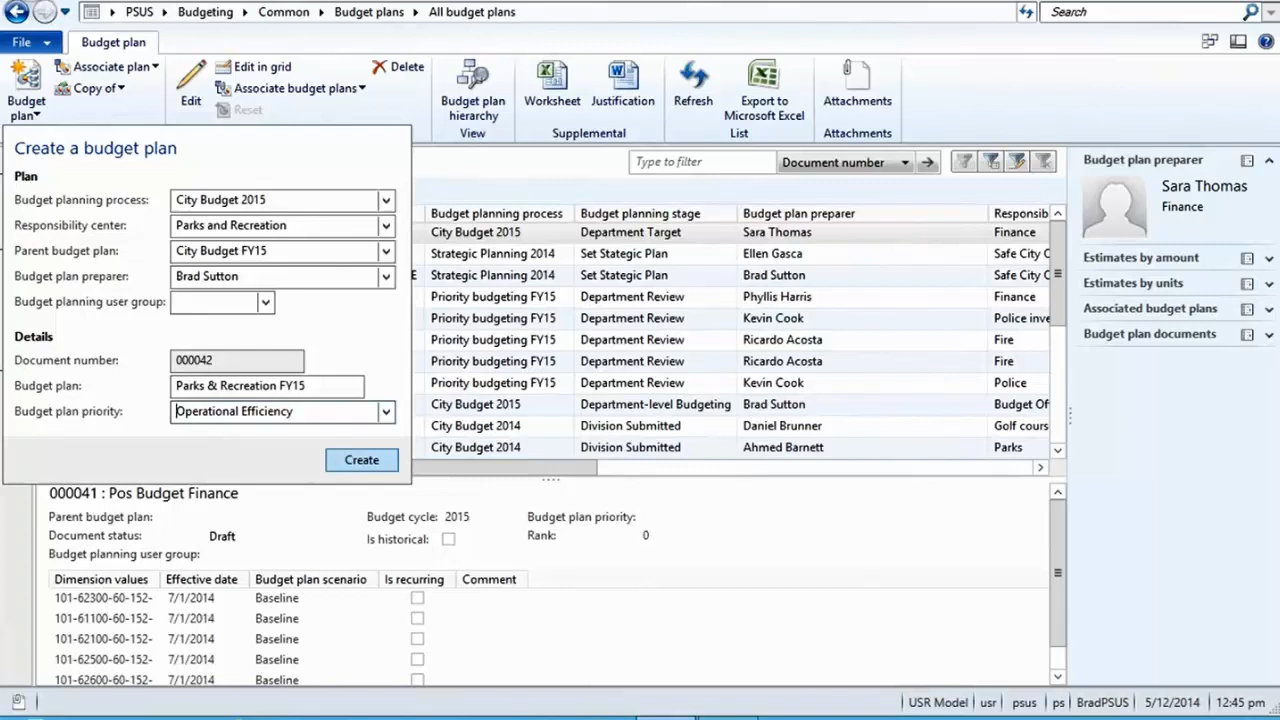 PSUS Budgeting Common Budget plans All budget plans Search
File Budget plan
Associate plan Edit in grid Delete
Copy of Associate budget plans
Budget plan Edit Reset Budget plan hierarchy Worksheet Justification Refresh Export to Microsoft Excel Attachments
View Supplemental List Attachments
Create a budget plan
Plan
Budget planning process: City Budget 2015
Responsibility center: Parks and Recreation
Parent budget plan: City Budget FY15
Budget plan preparer: Brad Sutton
Budget planning user group:
Details
Document number: 000042
Budget plan: Parks & Recreation FY15
Budget plan priority: Operational Efficiency
Create
Type to filter Document number
Budget planning process Budget planning stage Budget plan preparer Responsib
City Budget 2015 Department Target Sara Thomas Finance
Strategic Planning 2014 Set Stategic Plan Ellen Gasca Safe City C
E Strategic Planning 2014 Set Stategic Plan Brad Sutton Safe City C
Priority budgeting FY15 Department Review Phyllis Harris Finance
Priority budgeting FY15 Department Review Kevin Cook Police inve
Priority budgeting FY15 Department Review Ricardo Acosta Fire
Priority budgeting FY15 Department Review Ricardo Acosta Fire
Priority budgeting FY15 Department Review Kevin Cook Police
City Budget 2015 Department-level Budgeting Brad Sutton Budget Of
City Budget 2014 Division Submitted Daniel Brunner Golf cours
City Budget 2014 Division Submitted Ahmed Barnett Parks
Budget plan preparer
Sara Thomas
Finance
Estimates by amount
Estimates by units
Associated budget plans
Budget plan documents
000041 : Pos Budget Finance
Parent budget plan: Budget cycle: 2015 Budget plan priority:
Document status: Draft Is historical: Rank: 0
Budget planning user group:
Dimension values Effective date Budget plan scenario Is recurring Comment
101-62300-60-152- 7/1/2014 Baseline
101-61100-60-152- 7/1/2014 Baseline
101-62100-60-152- 7/1/2014 Baseline
101-62500-60-152- 7/1/2014 Baseline
101-62600-60-152- 7/1/2014 Baseline
USR Model usr psus ps BradPSUS 5/12/2014 12:45 pm